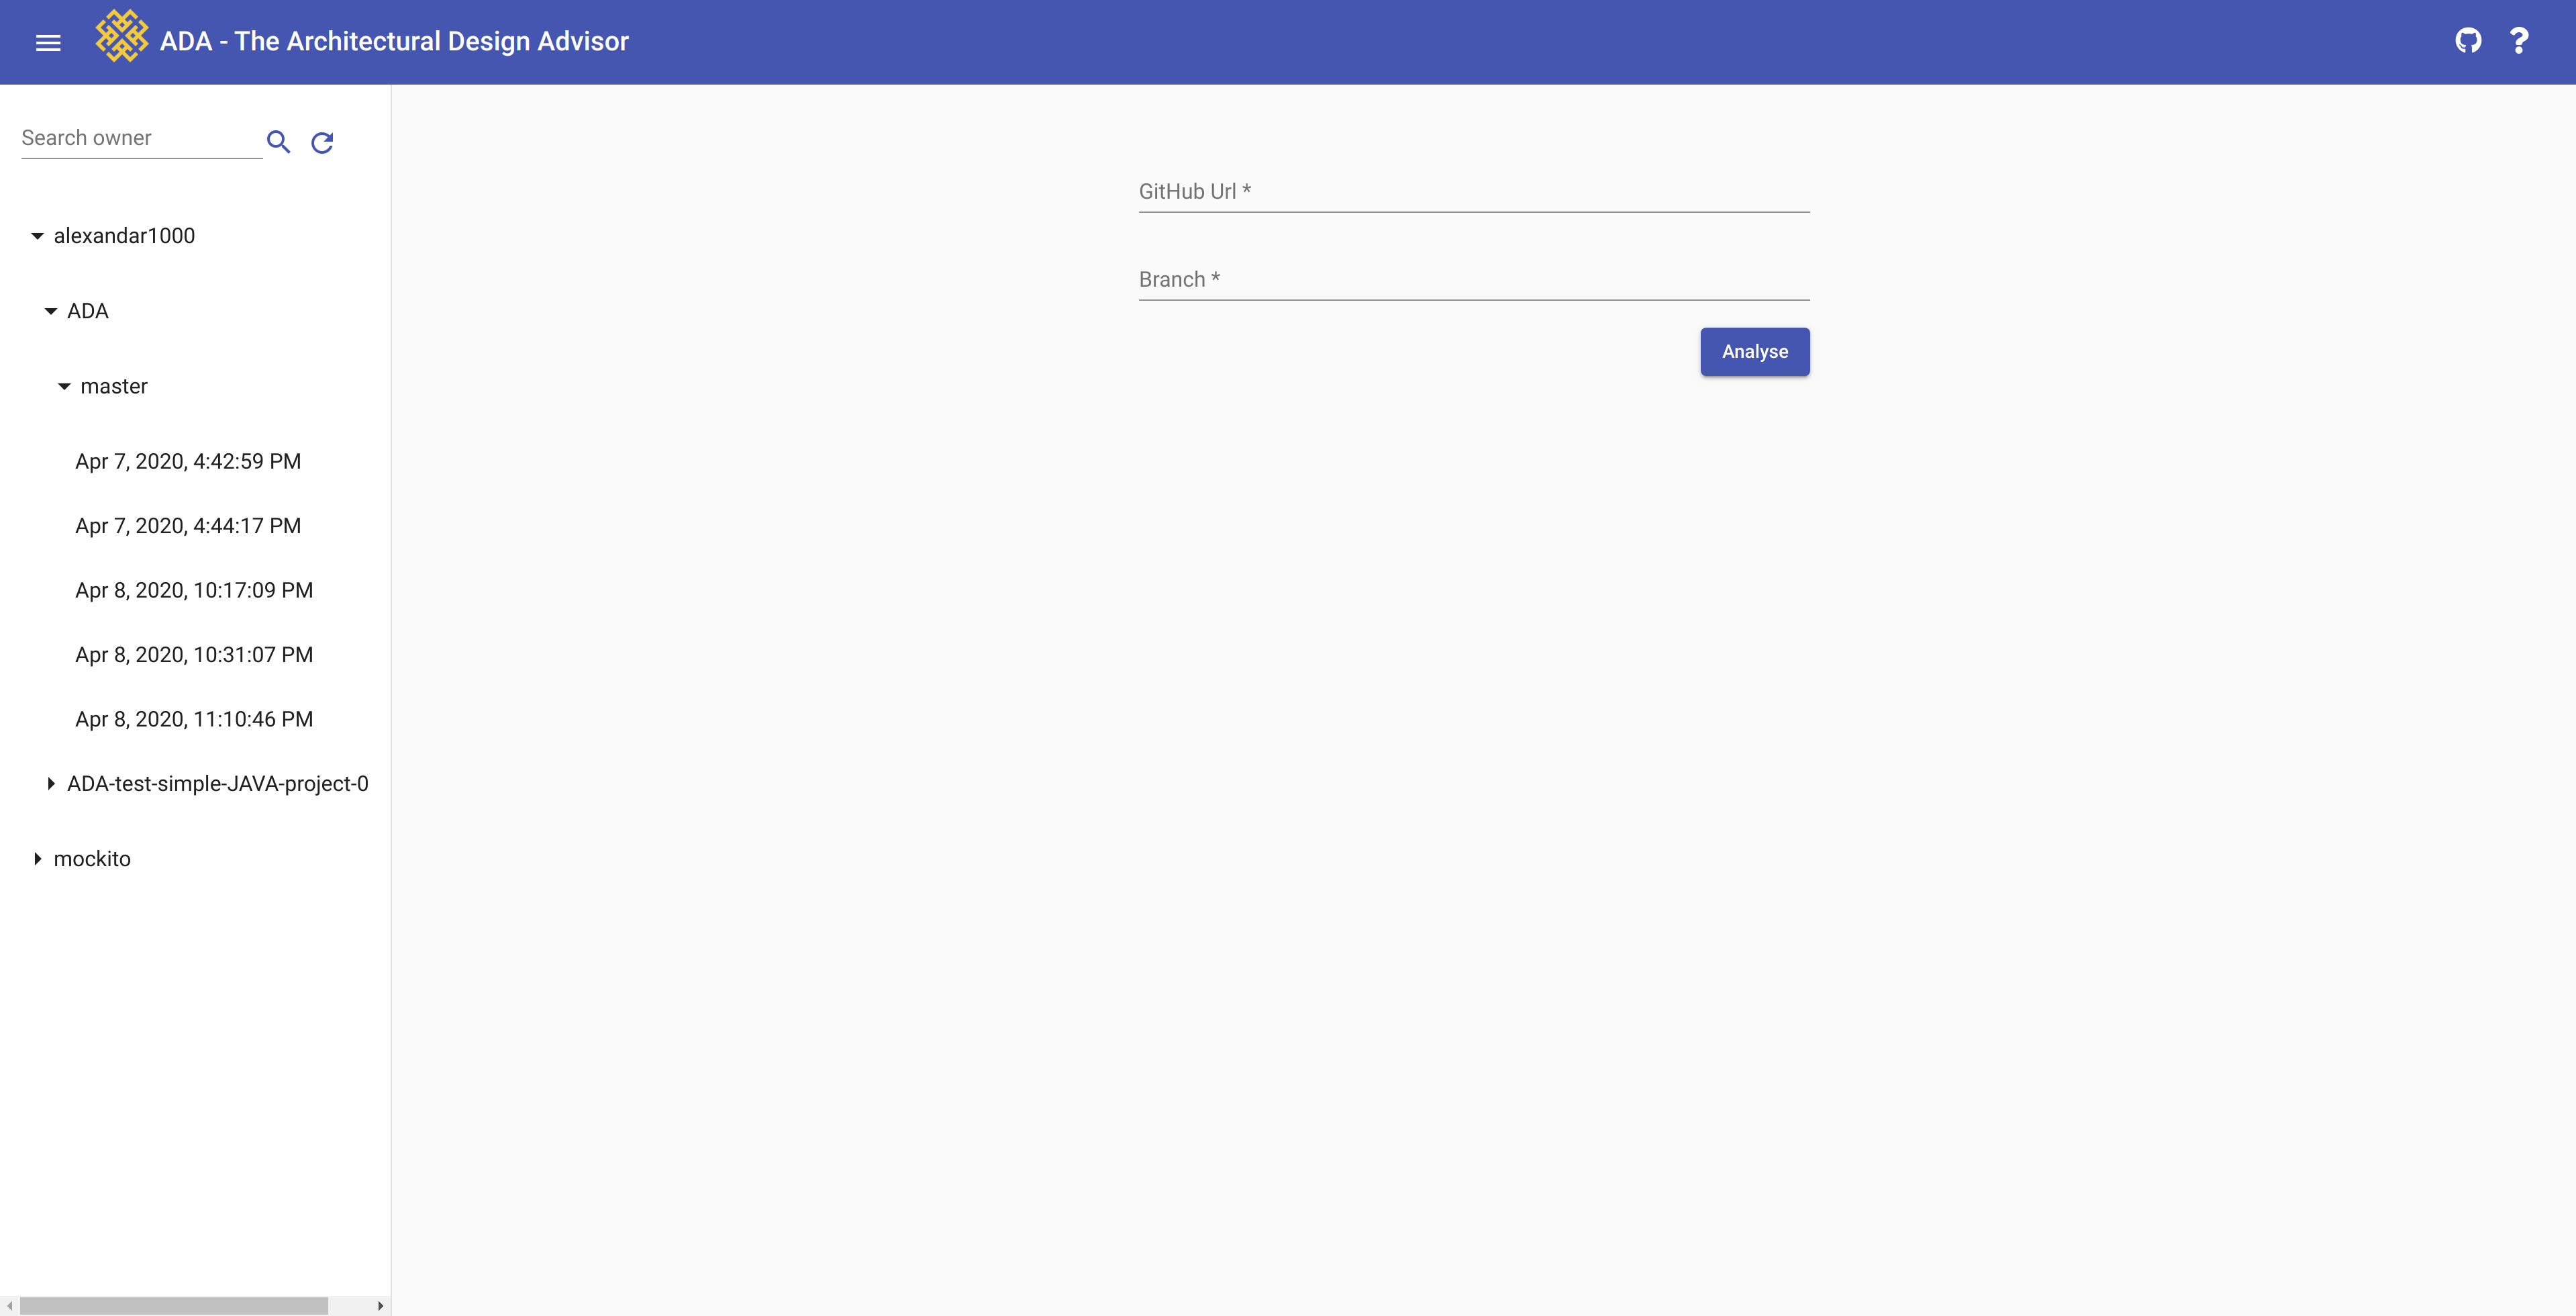 ADA - The Architectural Design Advisor
Search owner
alexandar1000
ADA
master
Apr 7, 2020, 4:42:59 PM
Apr 7, 2020, 4:44:17 PM
Apr 8, 2020, 10:17:09 PM
Apr 8, 2020, 10:31:07 PM
Apr 8, 2020, 11:10:46 PM
ADA-test-simple-JAVA-project-0
mockito
GitHub Url *
Branch *
Analyse